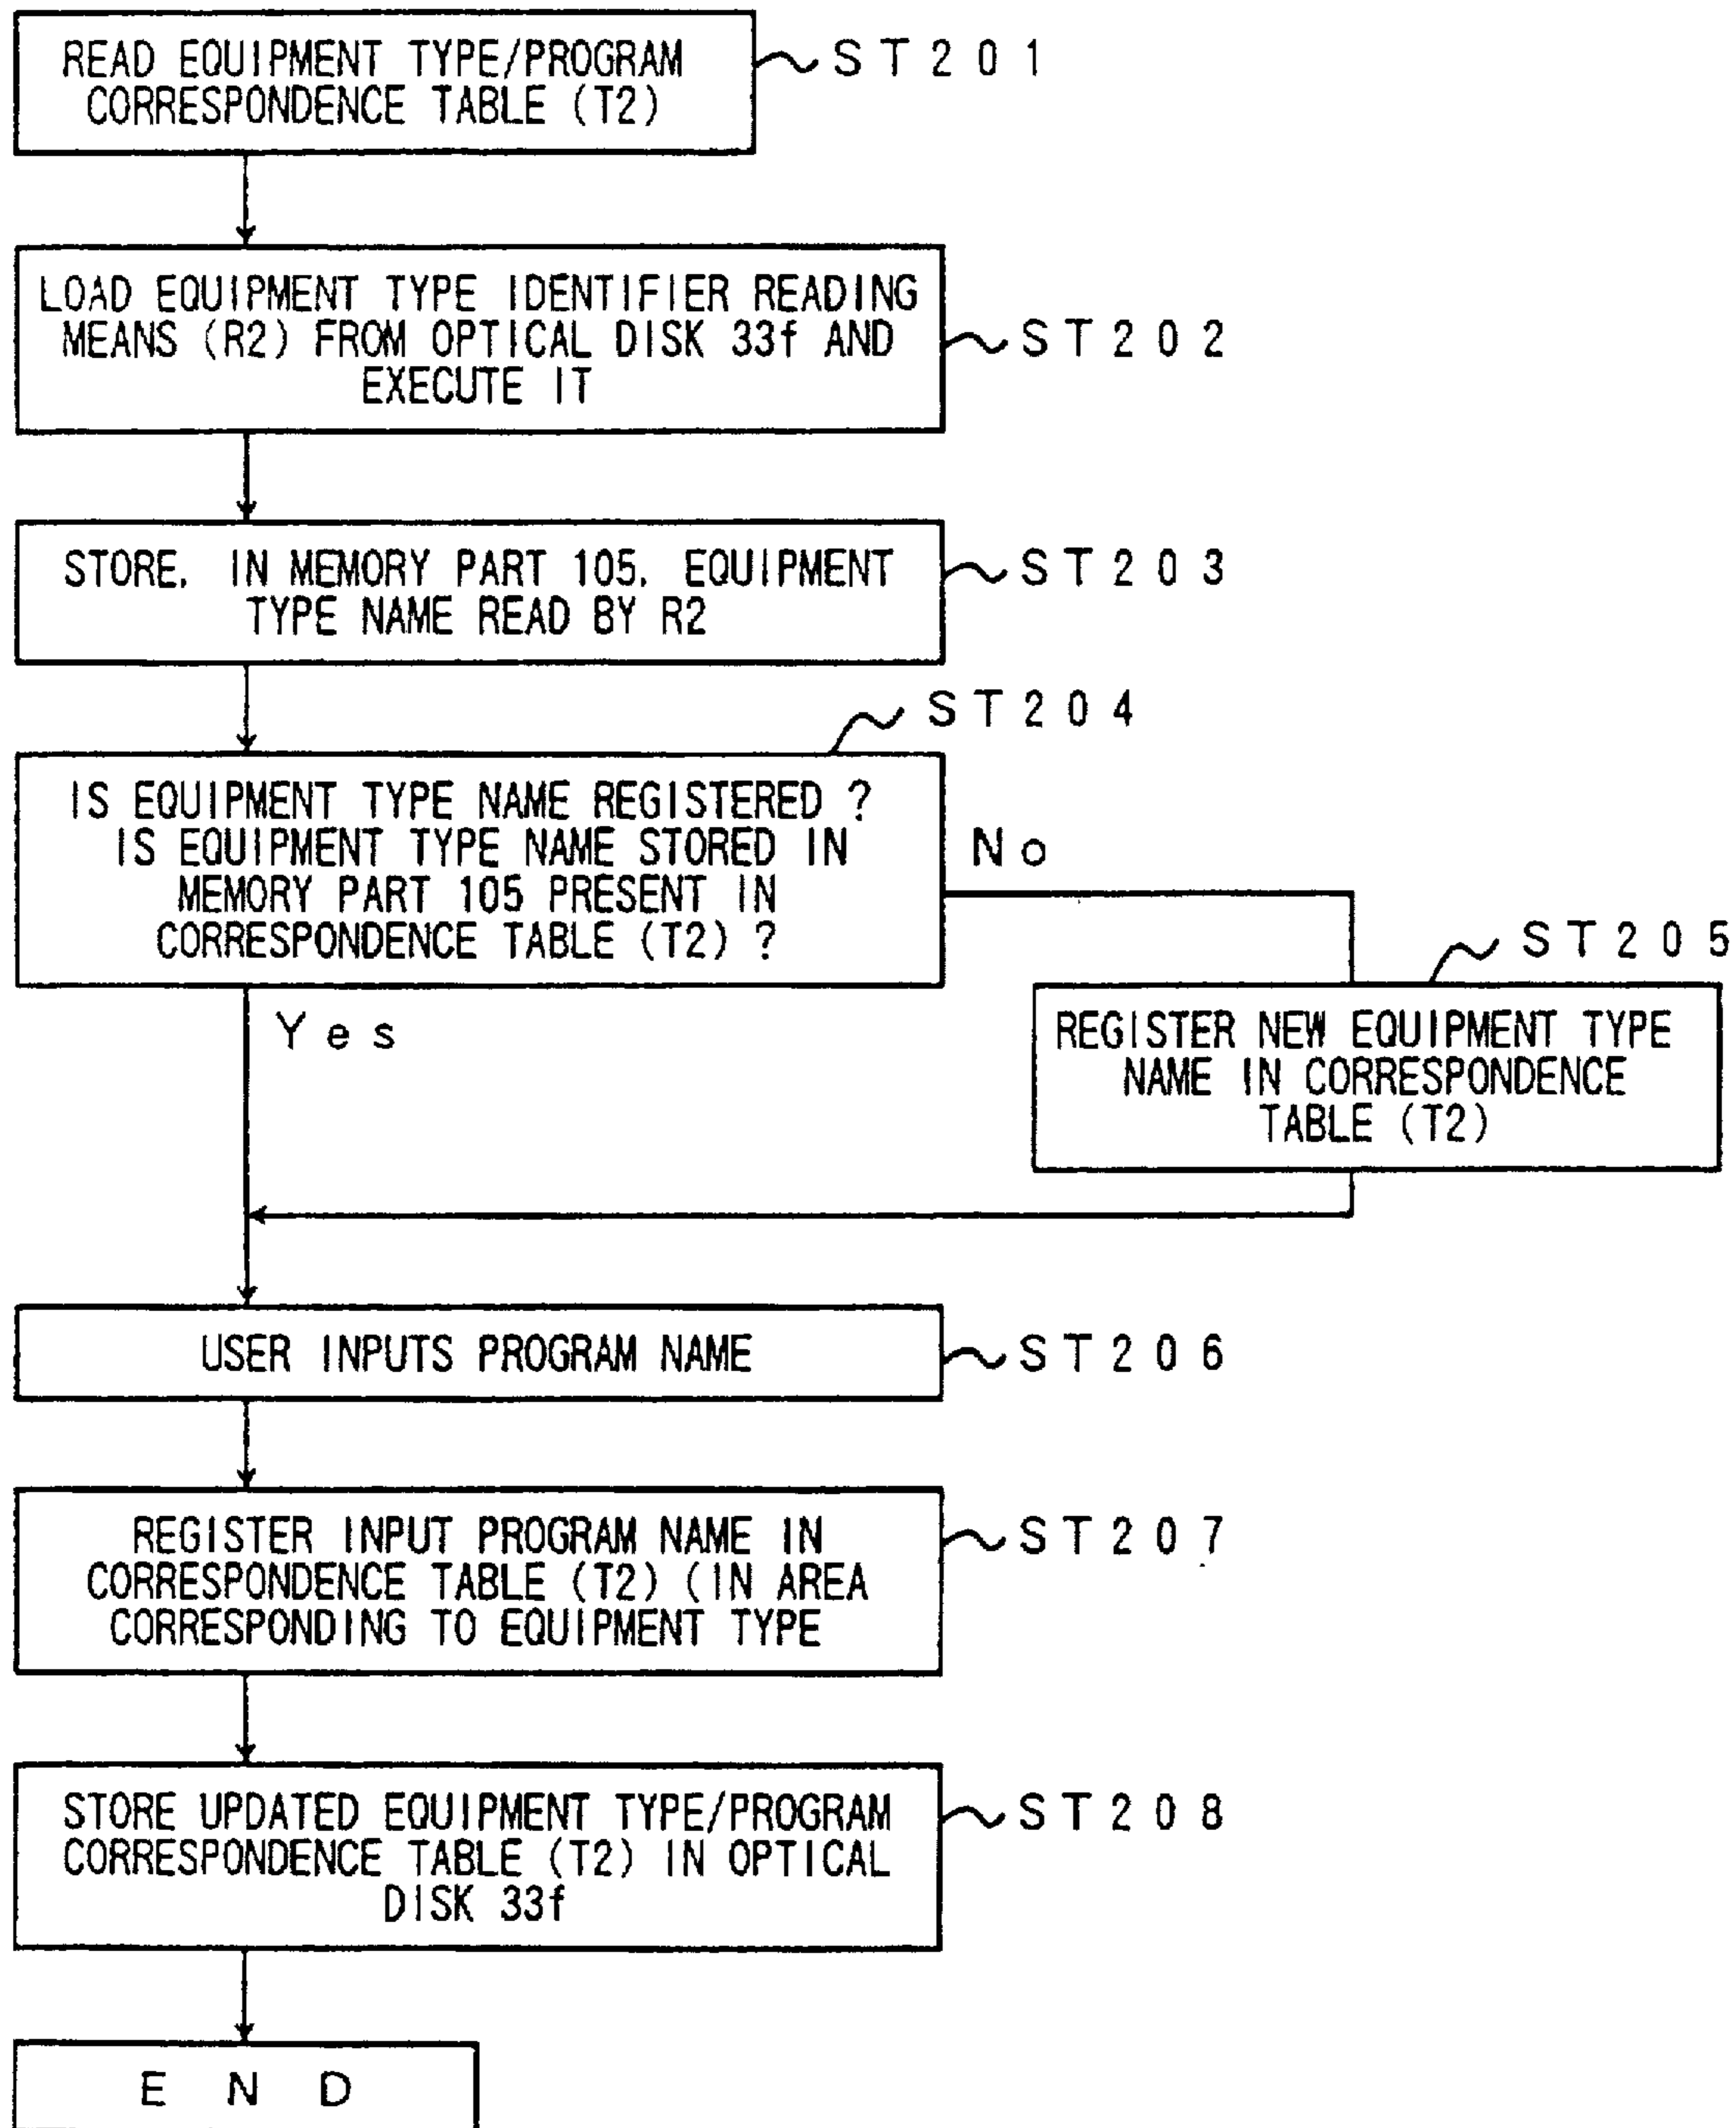 READ EQUIPMENT TYPE/PROGRAM
CORRESPONDENCE TABLE (T2)
ST201
LOAD EQUIPMENT TYPE IDENTIFIER READING
MEANS (R2) FROM OPTICAL DISK 33f AND
EXECUTE IT
ST202
STORE, IN MEMORY PART 105, EQUIPMENT
TYPE NAME READ BY R2
ST203
ST204
IS EQUIPMENT TYPE NAME REGISTERED ?
IS EQUIPMENT TYPE NAME STORED IN
MEMORY PART 105 PRESENT IN
CORRESPONDENCE TABLE (T2) ?
No
ST205
REGISTER NEW EQUIPMENT TYPE
NAME IN CORRESPONDENCE
TABLE (T2)
Yes
USER INPUTS PROGRAM NAME
ST206
REGISTER INPUT PROGRAM NAME IN
CORRESPONDENCE TABLE (T2) (IN AREA
CORRESPONDING TO EQUIPMENT TYPE
ST207
STORE UPDATED EQUIPMENT TYPE/PROGRAM
CORRESPONDENCE TABLE (T2) IN OPTICAL
DISK 33f
ST208
END